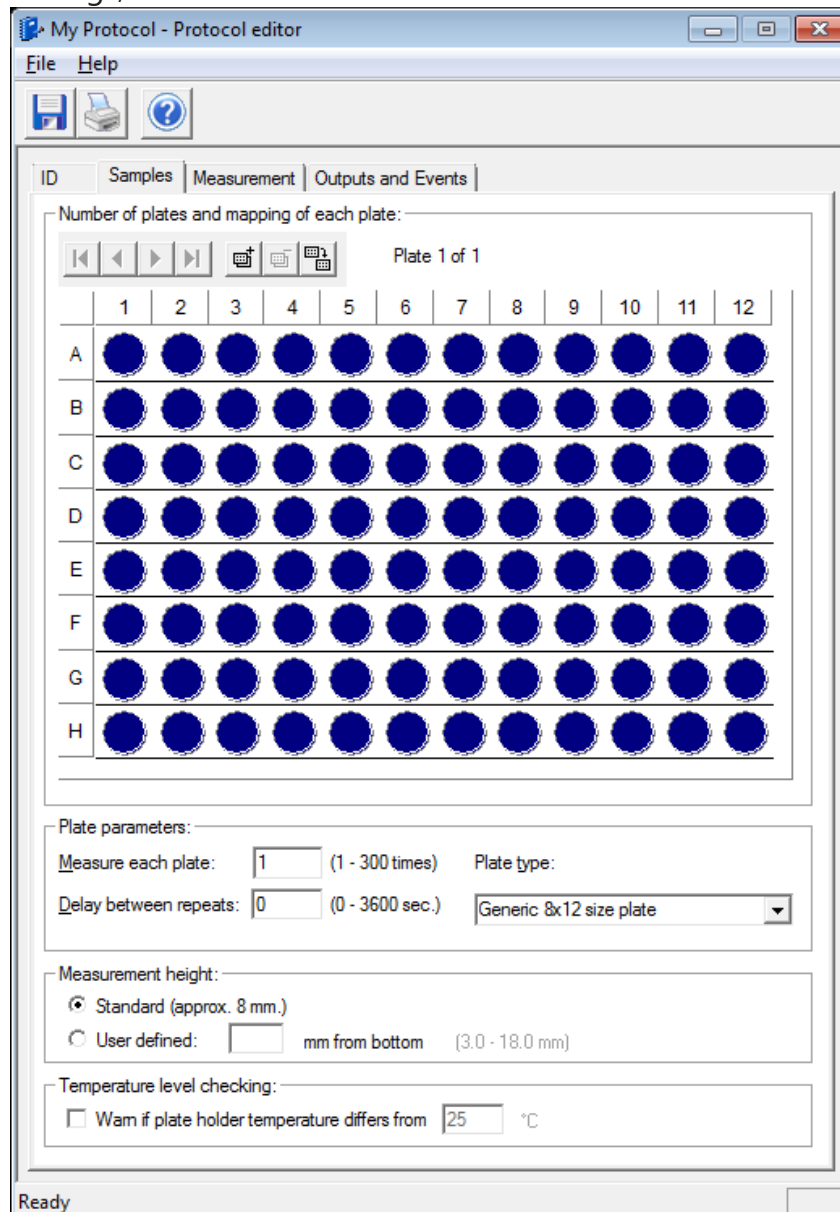 My Protocol - Protocol editor
File Help
ID Samples Measurement Outputs and Events
Number of plates and mapping of each plate:
Plate 1 of 1
1 2 3 4 5 6 7 8 9 10 11 12
A
B
C
D
E
F
G
H
Plate parameters:
Measure each plate: 1 (1 - 300 times) Plate type:
Delay between repeats: 0 (0 - 3600 sec.) Generic 8x12 size plate
Measurement height:
Standard (approx. 8 mm.)
User defined: mm from bottom (3.0 - 18.0 mm)
Temperature level checking:
Warn if plate holder temperature differs from 25 °C
Ready